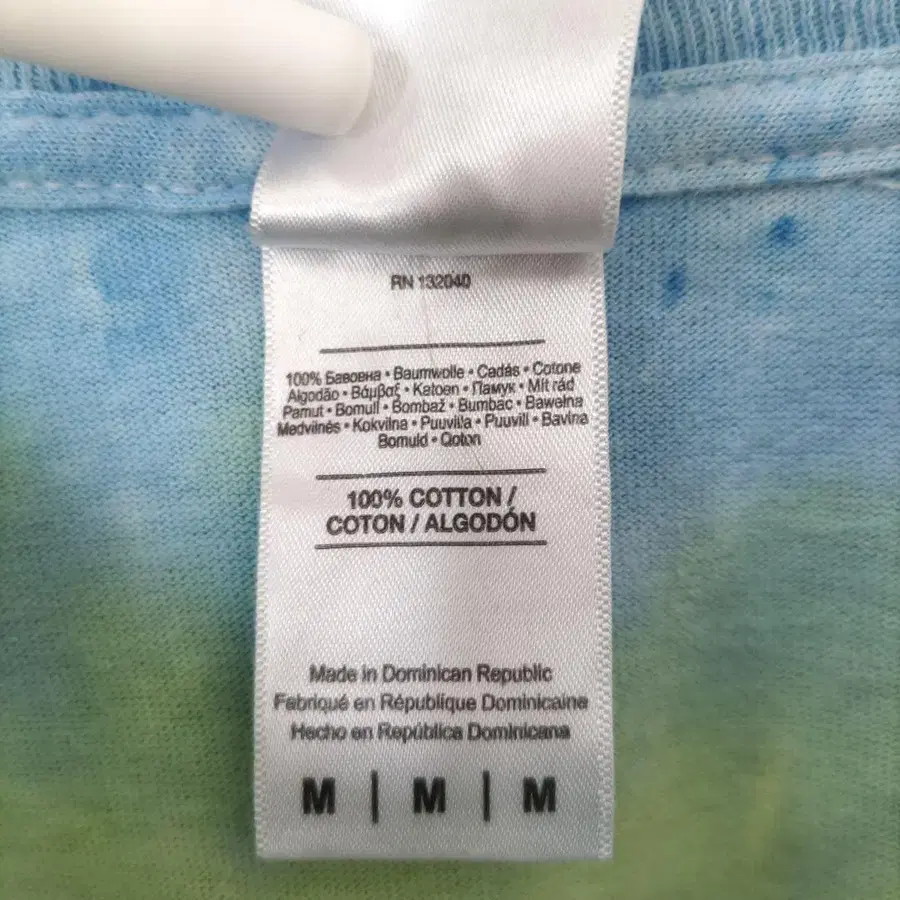 RN 132040
100% Бавовна • Baumwolle • Cadás • Cotone
Algodão • Βάμβαξ • Katoen • Памук • Mit rád
Pamut • Bomull • Bombaž • Bumbac • Bawełna
Medvilnės • Kokvilna • Puuvilla • Puuvill • Bavlna
Bomuld • Qoton
100% COTTON /
COTON / ALGODÓN
Made in Dominican Republic
Fabriqué en République Dominicaine
Hecho en República Dominicana
M | M | M